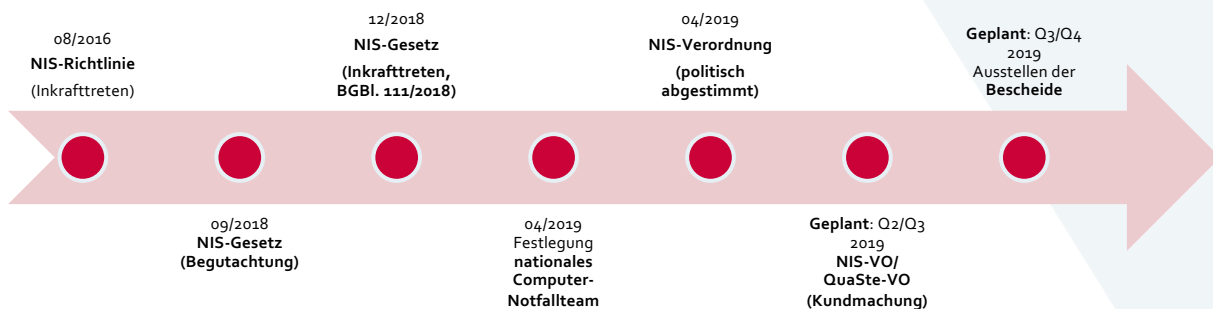 08/2016
NIS-Richtlinie
(Inkrafttreten)
09/2018
NIS-Gesetz
(Begutachtung)
12/2018
NIS-Gesetz
(Inkrafttreten,
BGBl. 111/2018)
04/2019
Festlegung
nationales
Computer-
Notfallteam
04/2019
NIS-Verordnung
(politisch
abgestimmt)
Geplant: Q2/Q3
2019
NIS-VO/
QuaSte-VO
(Kundmachung)
Geplant: Q3/Q4
2019
Ausstellen der
Bescheide